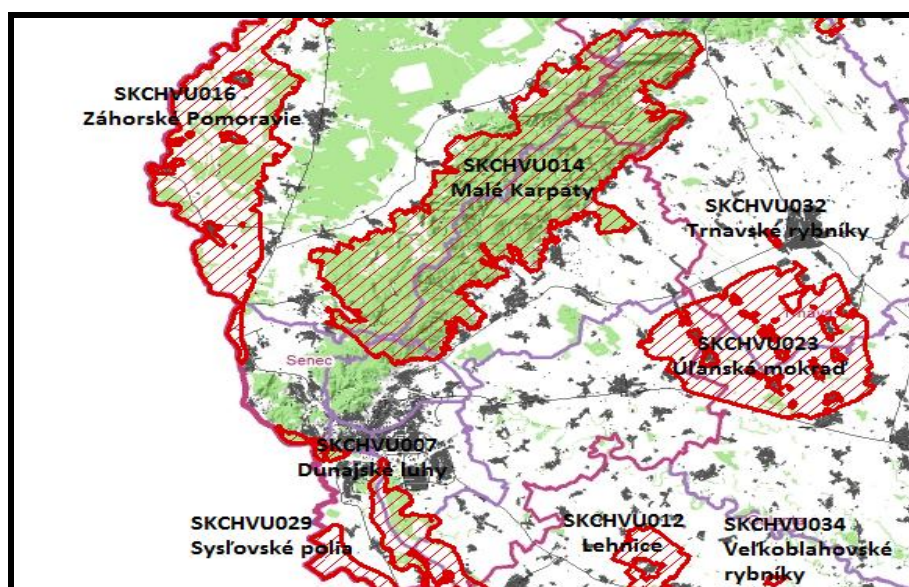 SKCHVU016
Záhorské Pomoravie
SKCHVU014
Malé Karpaty
SKCHVU032
Trnavské rybníky
SKCHVU023
Úľanská mokraď
Senec
SKCHVU007
Dunajské luhy
SKCHVU029
Sysľovské polia
SKCHVU012
Lehnice
SKCHVU034
Veľkoblahovské
rybníky